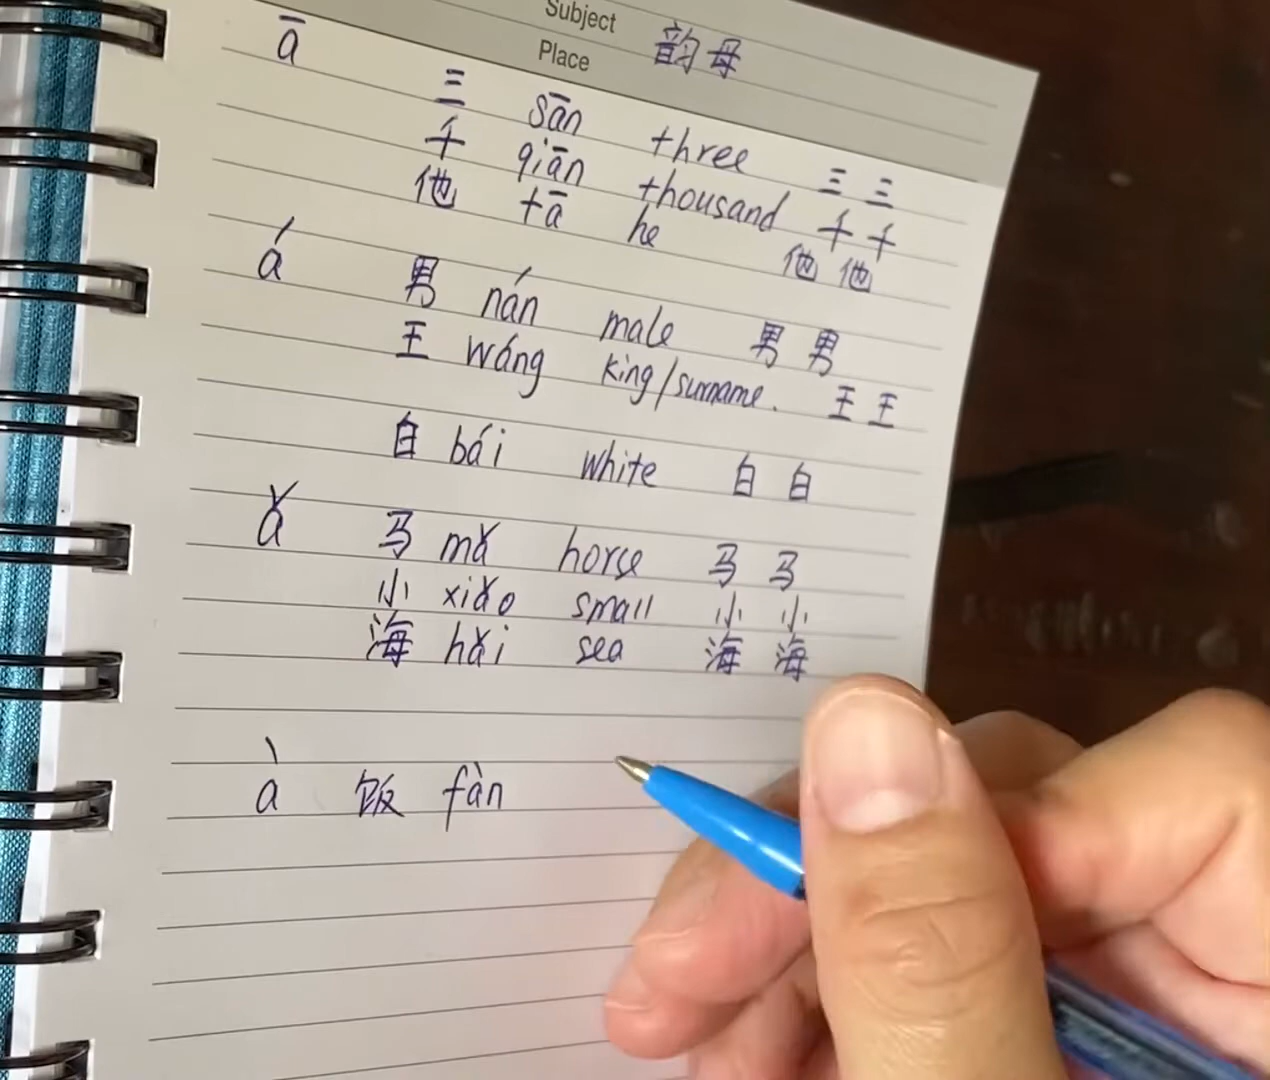 Subject 韵母
Place
ā
三 sān three 三 三
千 qiān thousand 千 千
他 tā he 他 他
á
男 nán male 男 男
王 wáng king/surname. 王 王
白 bái white 白 白
ǎ
马 mǎ horse 马 马
小 xiǎo small 小 小
海 hǎi sea 海 海
à 饭 fàn